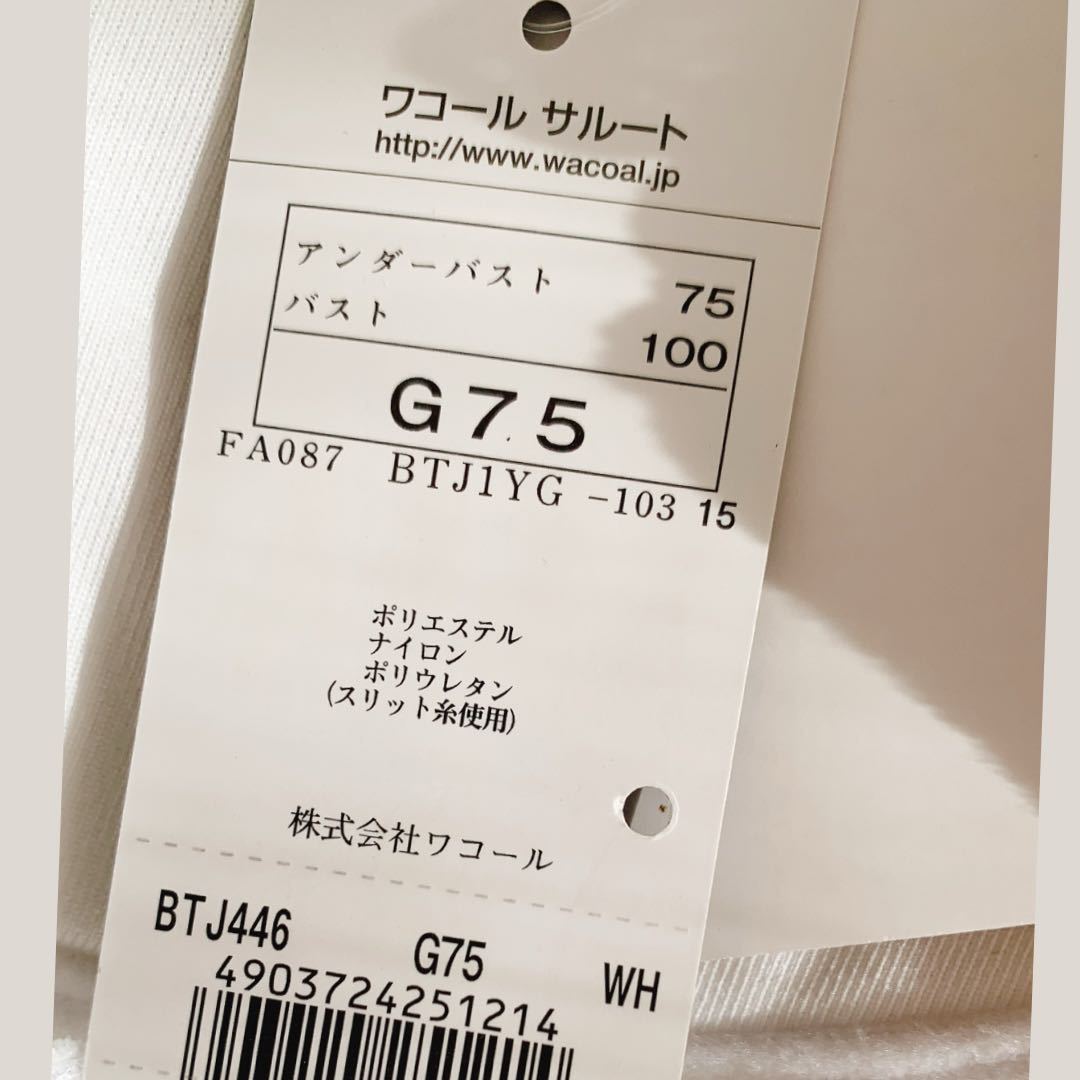 ワコール サルート
http://www.wacoal.jp
アンダーバスト 75
バスト 100
G75
FA087 BTJ1YG -103 15
ポリエステル
ナイロン
ポリウレタン
(スリット糸使用)
株式会社ワコール
BTJ446 G75 WH
4903724251214